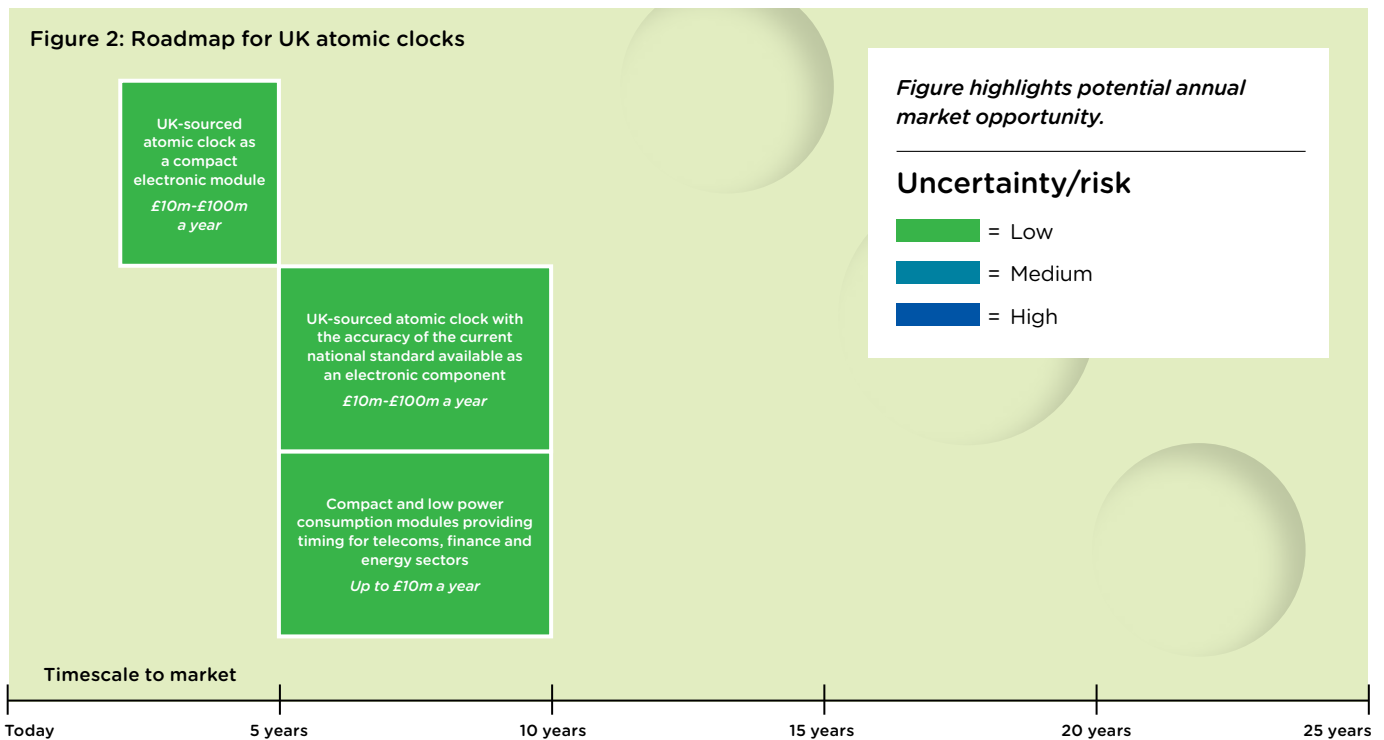 Figure 2: Roadmap for UK atomic clocks
UK-sourced
atomic clock as
a compact
electronic module
£10m-£100m
a year
UK-sourced atomic clock with
the accuracy of the current
national standard available as
an electronic component
£10m-£100m a year
Compact and low power
consumption modules providing
timing for telecoms, finance and
energy sectors
Up to £10m a year
Figure highlights potential annual
market opportunity.
Uncertainty/risk
= Low
= Medium
= High
Timescale to market
Today 5 years 10 years 15 years 20 years 25 years